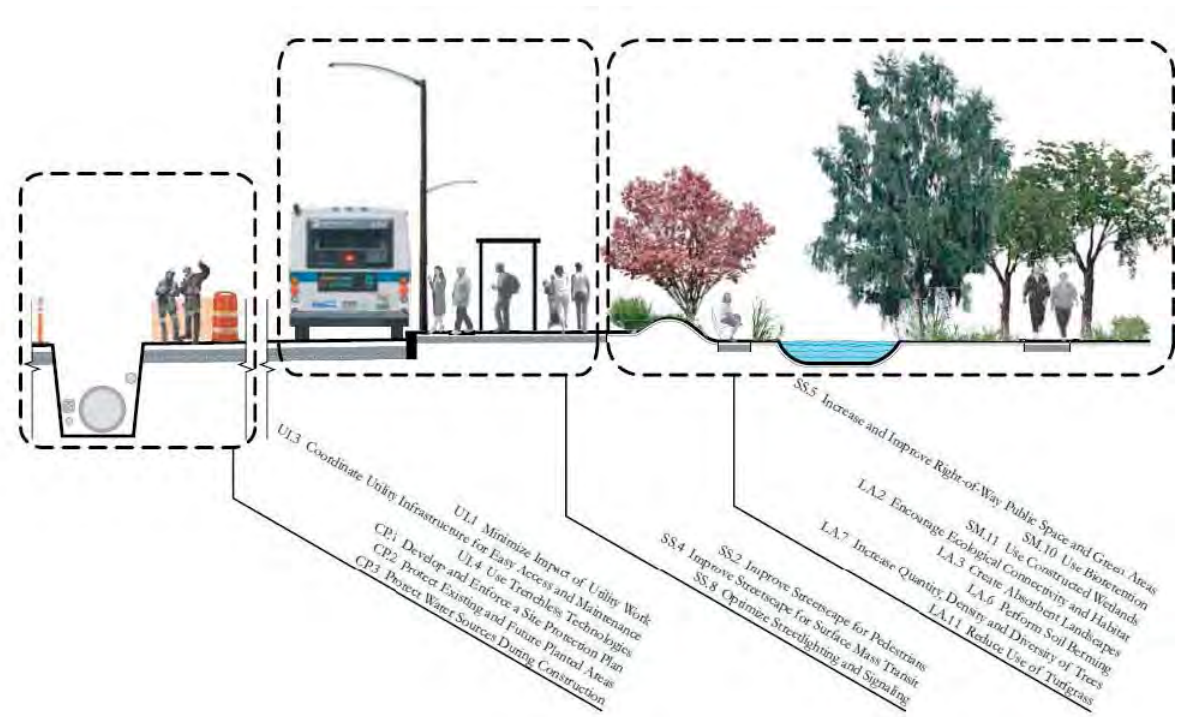 UI.3 Coordinate Utility Infrastructure for Easy Access and Maintenance
UI.1 Minimize Impact of Utility Work
UI.4 Use Trenchless Technologies
CP.1 Develop and Enforce a Site Protection Plan
CP.2 Protect Existing and Future Planted Areas
CP.3 Protect Water Sources During Construction
SS.2 Improve Streetscape for Pedestrians
SS.4 Improve Streetscape for Surface Mass Transit
SS.8 Optimize Streetlighting and Signaling
SS.5 Increase and Improve Right-of-Way Public Space and Green Areas
SM.10 Use Bioretention
SM.11 Use Constructed Wetlands
LA.2 Encourage Ecological Connectivity and Habitat
LA.3 Create Absorbent Landscapes
LA.6 Perform Soil Berming
LA.7 Increase Quantity, Density and Diversity of Trees
LA.11 Reduce Use of Turfgrass